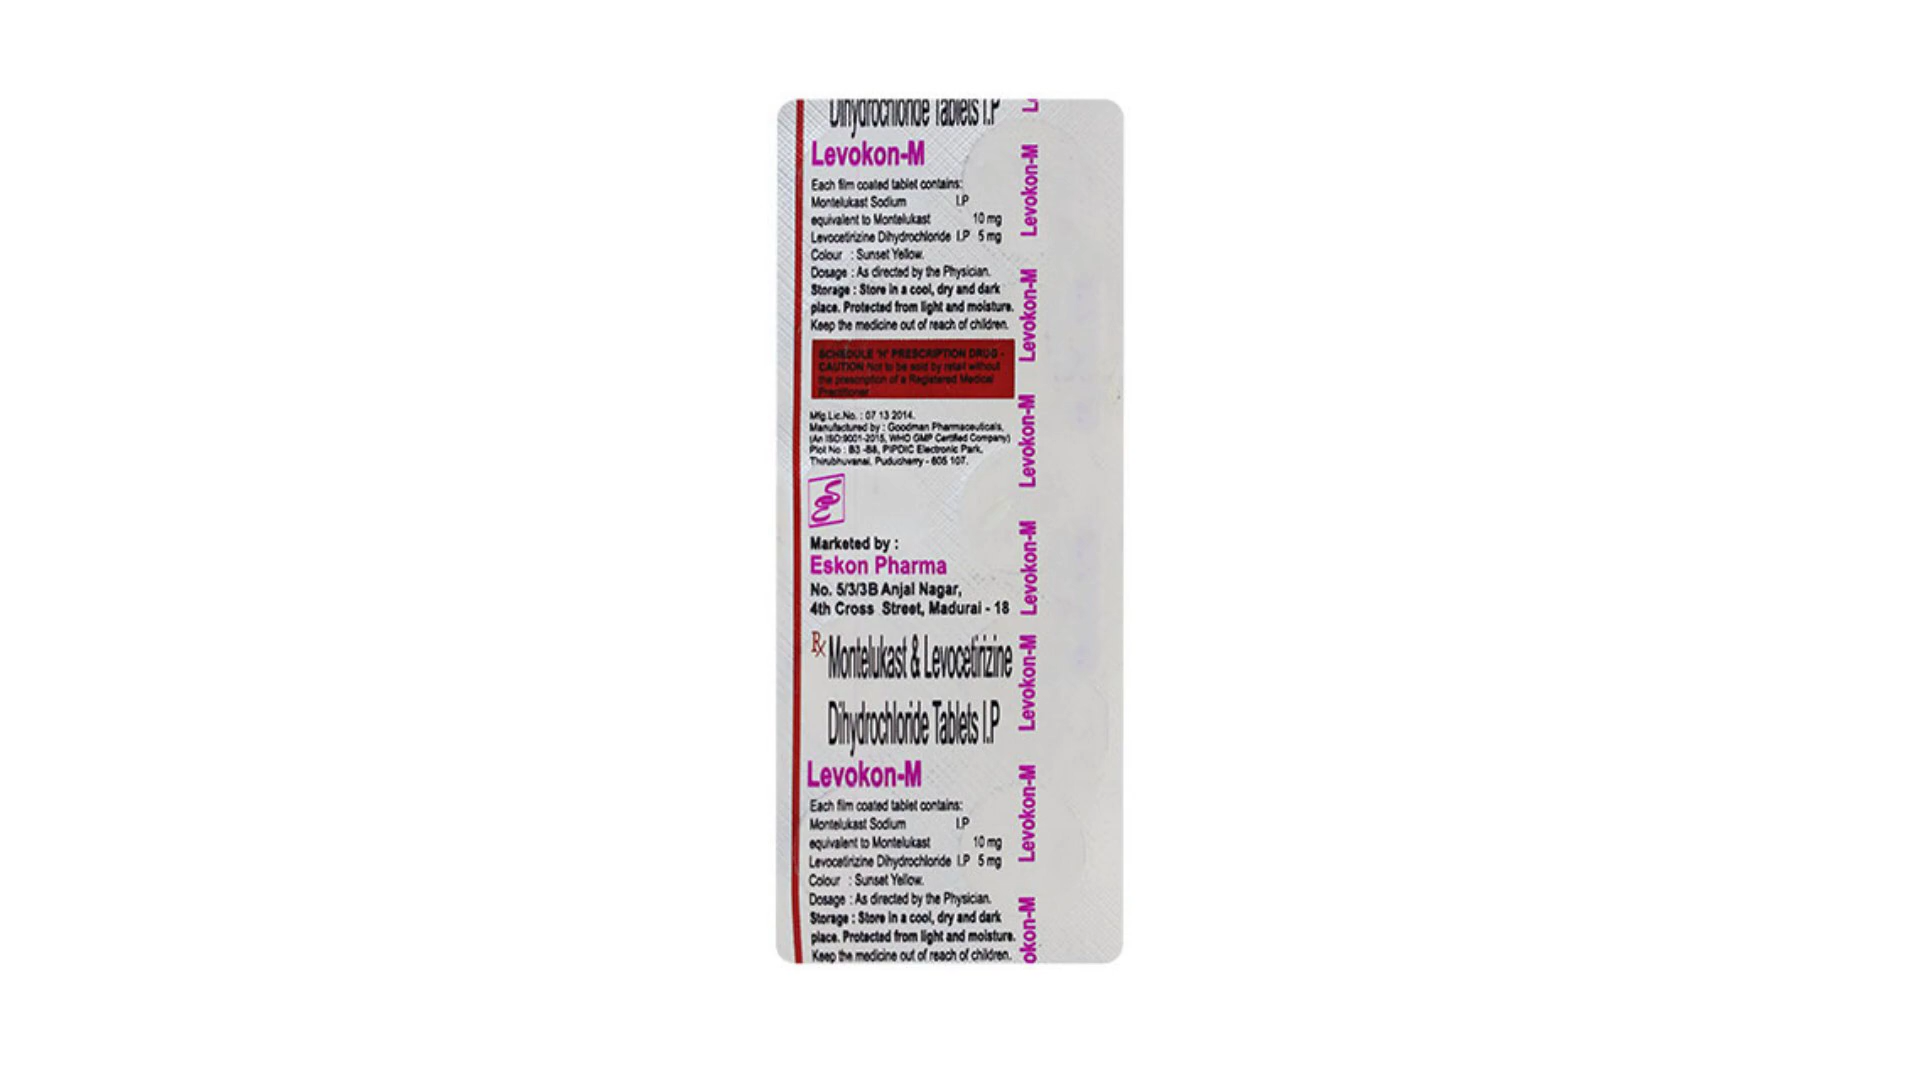 Dihydrochloride Tablets I.P
Levokon-M
Each film coated tablet contains:
Montelukast Sodium I.P
equivalent to Montelukast 10 mg
Levocetirizine Dihydrochloride I.P 5 mg
Colour : Sunset Yellow.
Dosage : As directed by the Physician.
Storage : Store in a cool, dry and dark
place. Protected from light and moisture.
Keep the medicine out of reach of children.
SCHEDULE 'H' PRESCRIPTION DRUG -
CAUTION Not to be sold by retail without
the prescription of a Registered Medical
Practitioner
Mfg.Lic.No. : 07 13 2014.
Manufactured by : Goodman Pharmaceuticals,
(An ISO:9001-2015, WHO GMP Certified Company)
Plot No : B3 -B8, PIPDIC Electronic Park,
Thirubhuvanai, Puducherry - 605 107.
Marketed by :
Eskon Pharma
No. 5/3/3B Anjal Nagar,
4th Cross Street, Madurai - 18
Rx Montelukast & Levocetirizine
Dihydrochloride Tablets I.P
Levokon-M
Each film coated tablet contains:
Montelukast Sodium I.P
equivalent to Montelukast 10 mg
Levocetirizine Dihydrochloride I.P 5 mg
Colour : Sunset Yellow.
Dosage : As directed by the Physician.
Storage : Store in a cool, dry and dark
place. Protected from light and moisture.
Keep the medicine out of reach of children.
L
Levokon-M
Levokon-M
Levokon-M
Levokon-M
Levokon-M
Levokon-M
okon-M